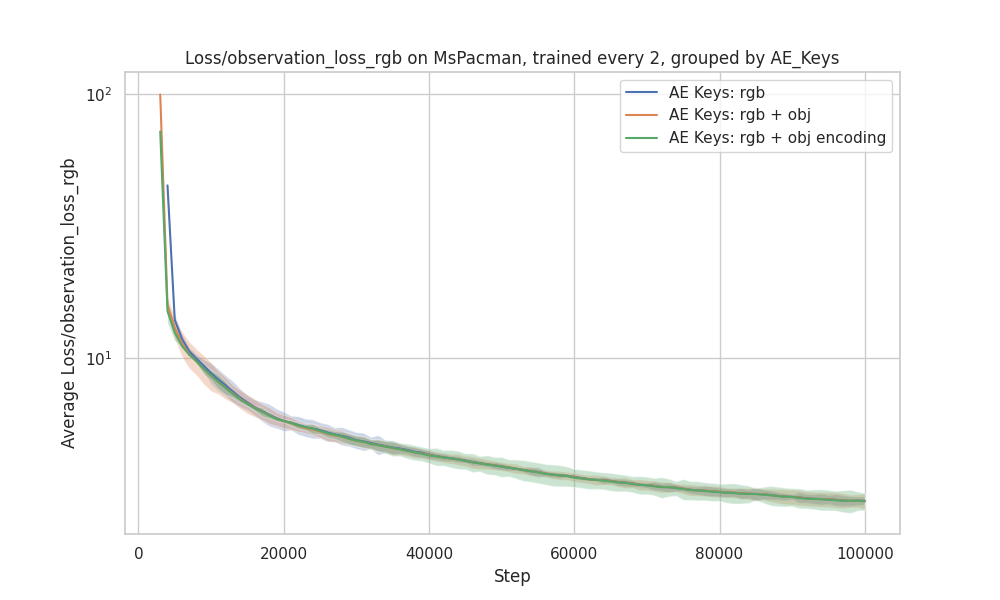 Loss/observation_loss_rgb on MsPacman, trained every 2, grouped by AE_Keys
AE Keys: rgb
AE Keys: rgb + obj
AE Keys: rgb + obj encoding
Average Loss/observation_loss_rgb
10²
10¹
0
20000
40000
60000
80000
100000
Step